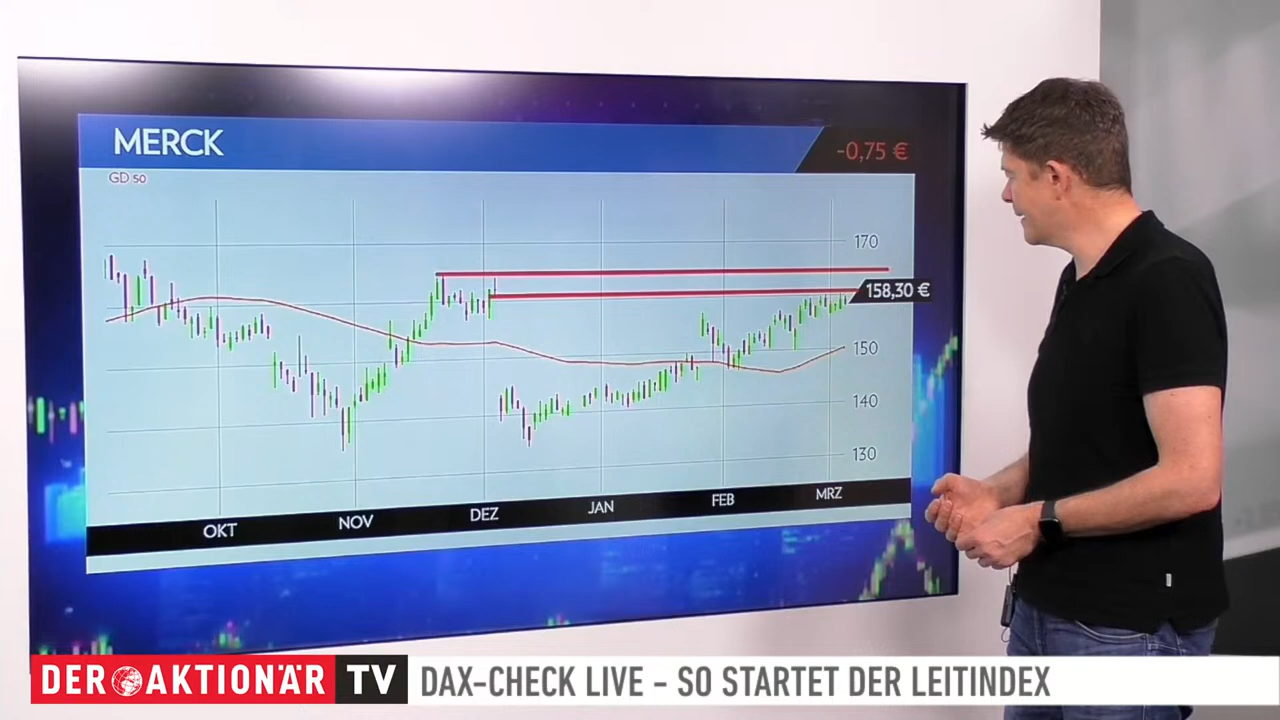 MERCK
-0,75 €
GD 50
170
158,30 €
150
140
130
OKT NOV DEZ JAN FEB MRZ
DER AKTIONÄR TV
DAX-CHECK LIVE - SO STARTET DER LEITINDEX